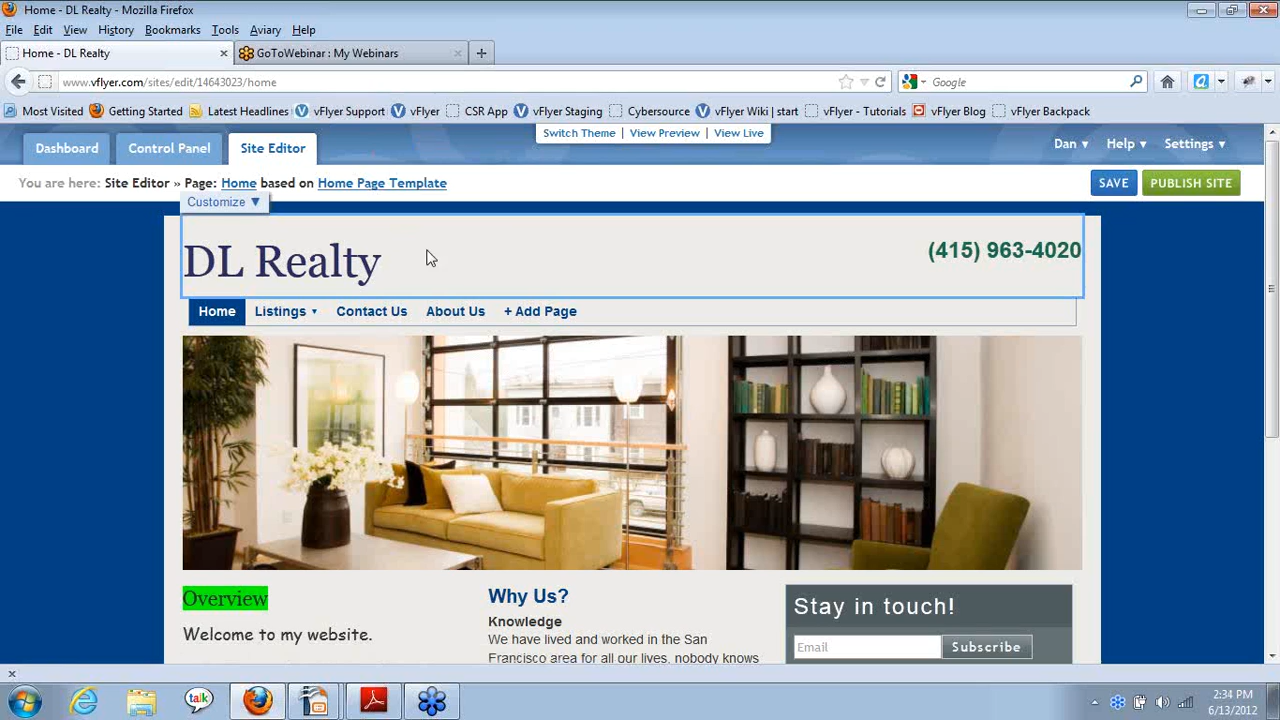 Home - DL Realty - Mozilla Firefox
File Edit View History Bookmarks Tools Aviary Help
Home - DL Realty × GoToWebinar : My Webinars × +
www.vflyer.com/sites/edit/14643023/home Google
Most Visited Getting Started Latest Headlines vFlyer Support vFlyer CSR App vFlyer Staging Cybersource vFlyer Wiki | start vFlyer - Tutorials vFlyer Blog vFlyer Backpack
Switch Theme | View Preview | View Live
Dashboard Control Panel Site Editor Dan ▾ Help ▾ Settings ▾
You are here: Site Editor » Page: Home based on Home Page Template SAVE PUBLISH SITE
Customize ▼
DL Realty (415) 963-4020
Home Listings ▾ Contact Us About Us + Add Page
Overview
Welcome to my website.
Why Us?
Knowledge
We have lived and worked in the San
Francisco area for all our lives, nobody knows
Stay in touch!
Email Subscribe
talk
2:34 PM
6/13/2012